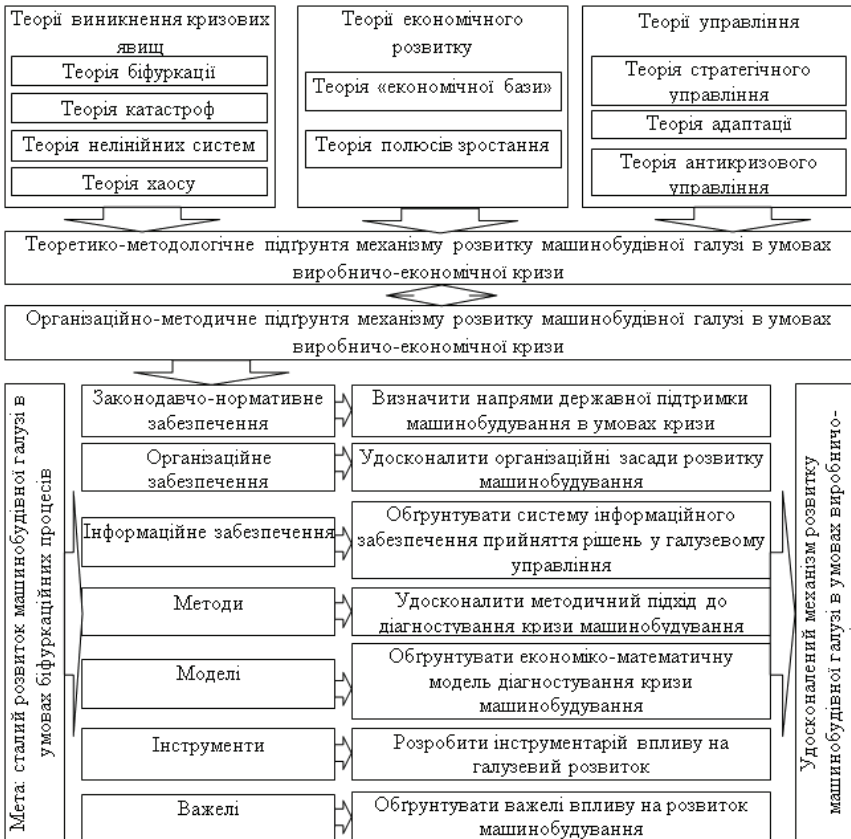 Теорії виникнення кризових
явищ
Теорія біфуркації
Теорія катастроф
Теорія нелінійних систем
Теорія хаосу
Теорії економічного
розвитку
Теорія «економічної бази»
Теорія полюсів зростання
Теорії управління
Теорія стратегічного
управління
Теорія адаптації
Теорія антикризового
управління
Теоретико-методологічне підґрунтя механізму розвитку машинобудівної галузі в умовах
виробничо-економічної кризи
Організаційно-методичне підґрунтя механізму розвитку машинобудівної галузі в умовах
виробничо-економічної кризи
Мета: сталий розвиток машинобудівної галузі в
умовах біфуркаційних процесів
Законодавчо-нормативне
забезпечення
Визначити напрями державної підтримки
машинобудування в умовах кризи
Організаційне
забезпечення
Удосконалити організаційні засади розвитку
машинобудування
Інформаційне забезпечення
Обґрунтувати систему інформаційного
забезпечення прийняття рішень у галузевому
управління
Методи
Удосконалити методичний підхід до
діагностування кризи машинобудування
Моделі
Обґрунтувати економіко-математичну
модель діагностування кризи
машинобудування
Інструменти
Розробити інструментарій впливу на
галузевий розвиток
Важелі
Обґрунтувати важелі впливу на розвиток
машинобудування
Удосконалений механізм розвитку
машинобудівної галузі в умовах виробничо-